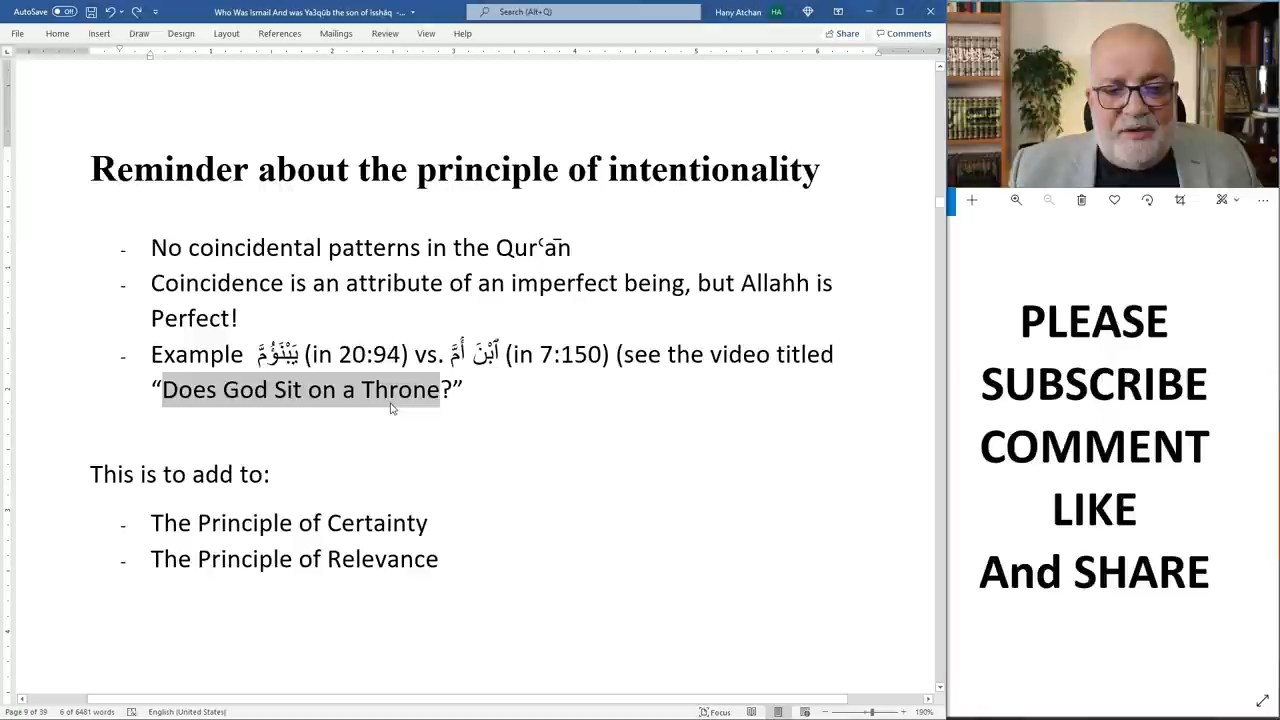 AutoSave Off
Who Was Ismail And was Ya3qūb the son of Isshāq -...
Search (Alt+Q)
Hany Atchan HA
File Home Insert Draw Design Layout References Mailings Review View Help Share Comments
Reminder about the principle of intentionality
- No coincidental patterns in the Qurʿān
- Coincidence is an attribute of an imperfect being, but Allahh is
Perfect!
- Example يَبْنَؤُمَّ (in 20:94) vs. ٱبْنَ أُمَّ (in 7:150) (see the video titled
“Does God Sit on a Throne?”
This is to add to:
- The Principle of Certainty
- The Principle of Relevance
PLEASE
SUBSCRIBE
COMMENT
LIKE
And SHARE
Page 9 of 39 6 of 6481 words English (United States) Focus 190%